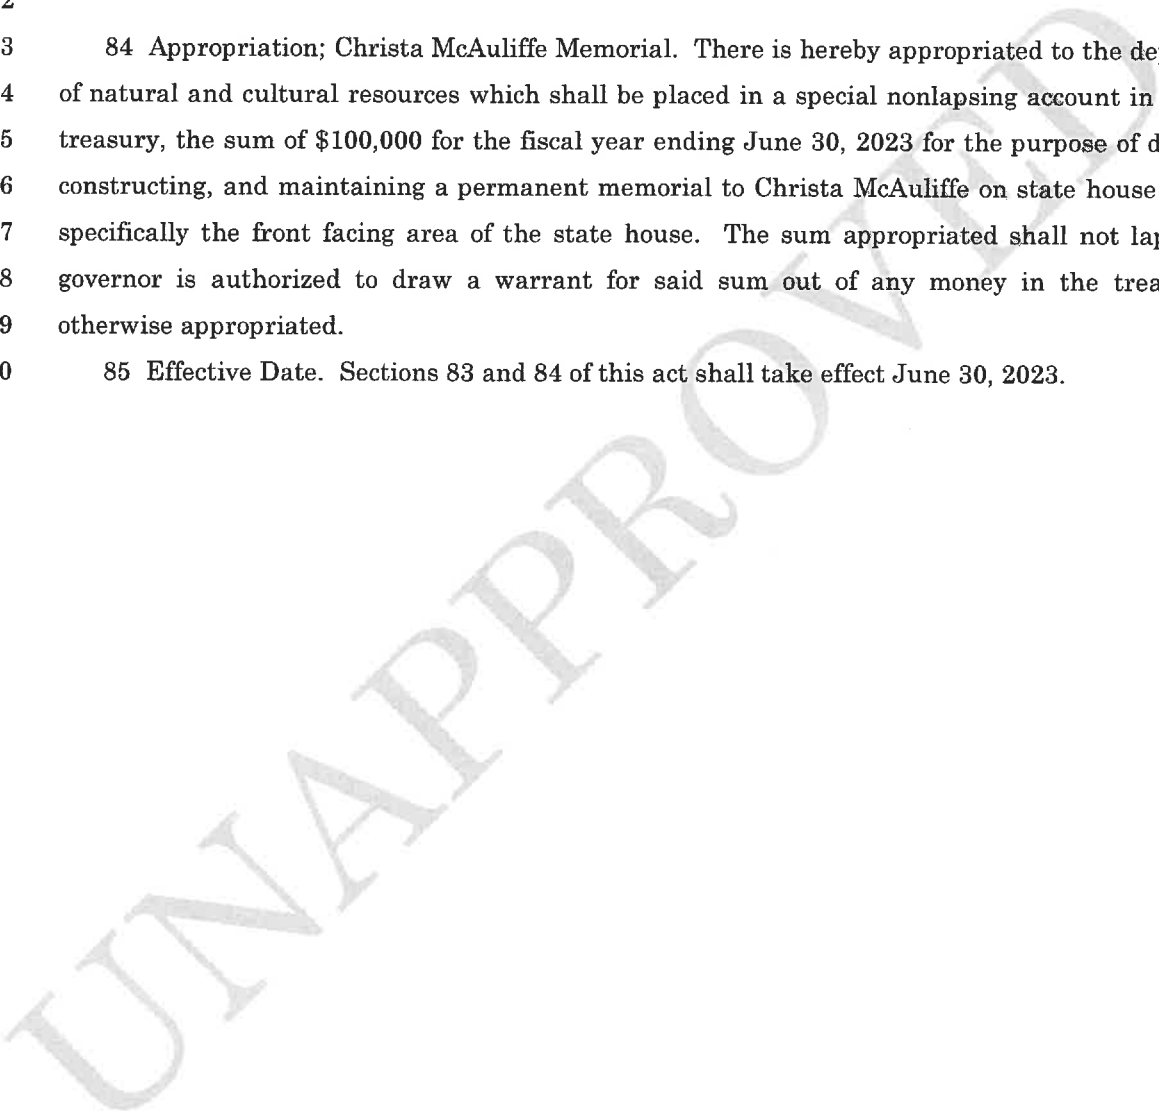 2
3 84 Appropriation; Christa McAuliffe Memorial. There is hereby appropriated to the de
4 of natural and cultural resources which shall be placed in a special nonlapsing account in
5 treasury, the sum of $100,000 for the fiscal year ending June 30, 2023 for the purpose of d
6 constructing, and maintaining a permanent memorial to Christa McAuliffe on state house
7 specifically the front facing area of the state house. The sum appropriated shall not lap
8 governor is authorized to draw a warrant for said sum out of any money in the trea
9 otherwise appropriated.
0 85 Effective Date. Sections 83 and 84 of this act shall take effect June 30, 2023.
UNAPPROVED